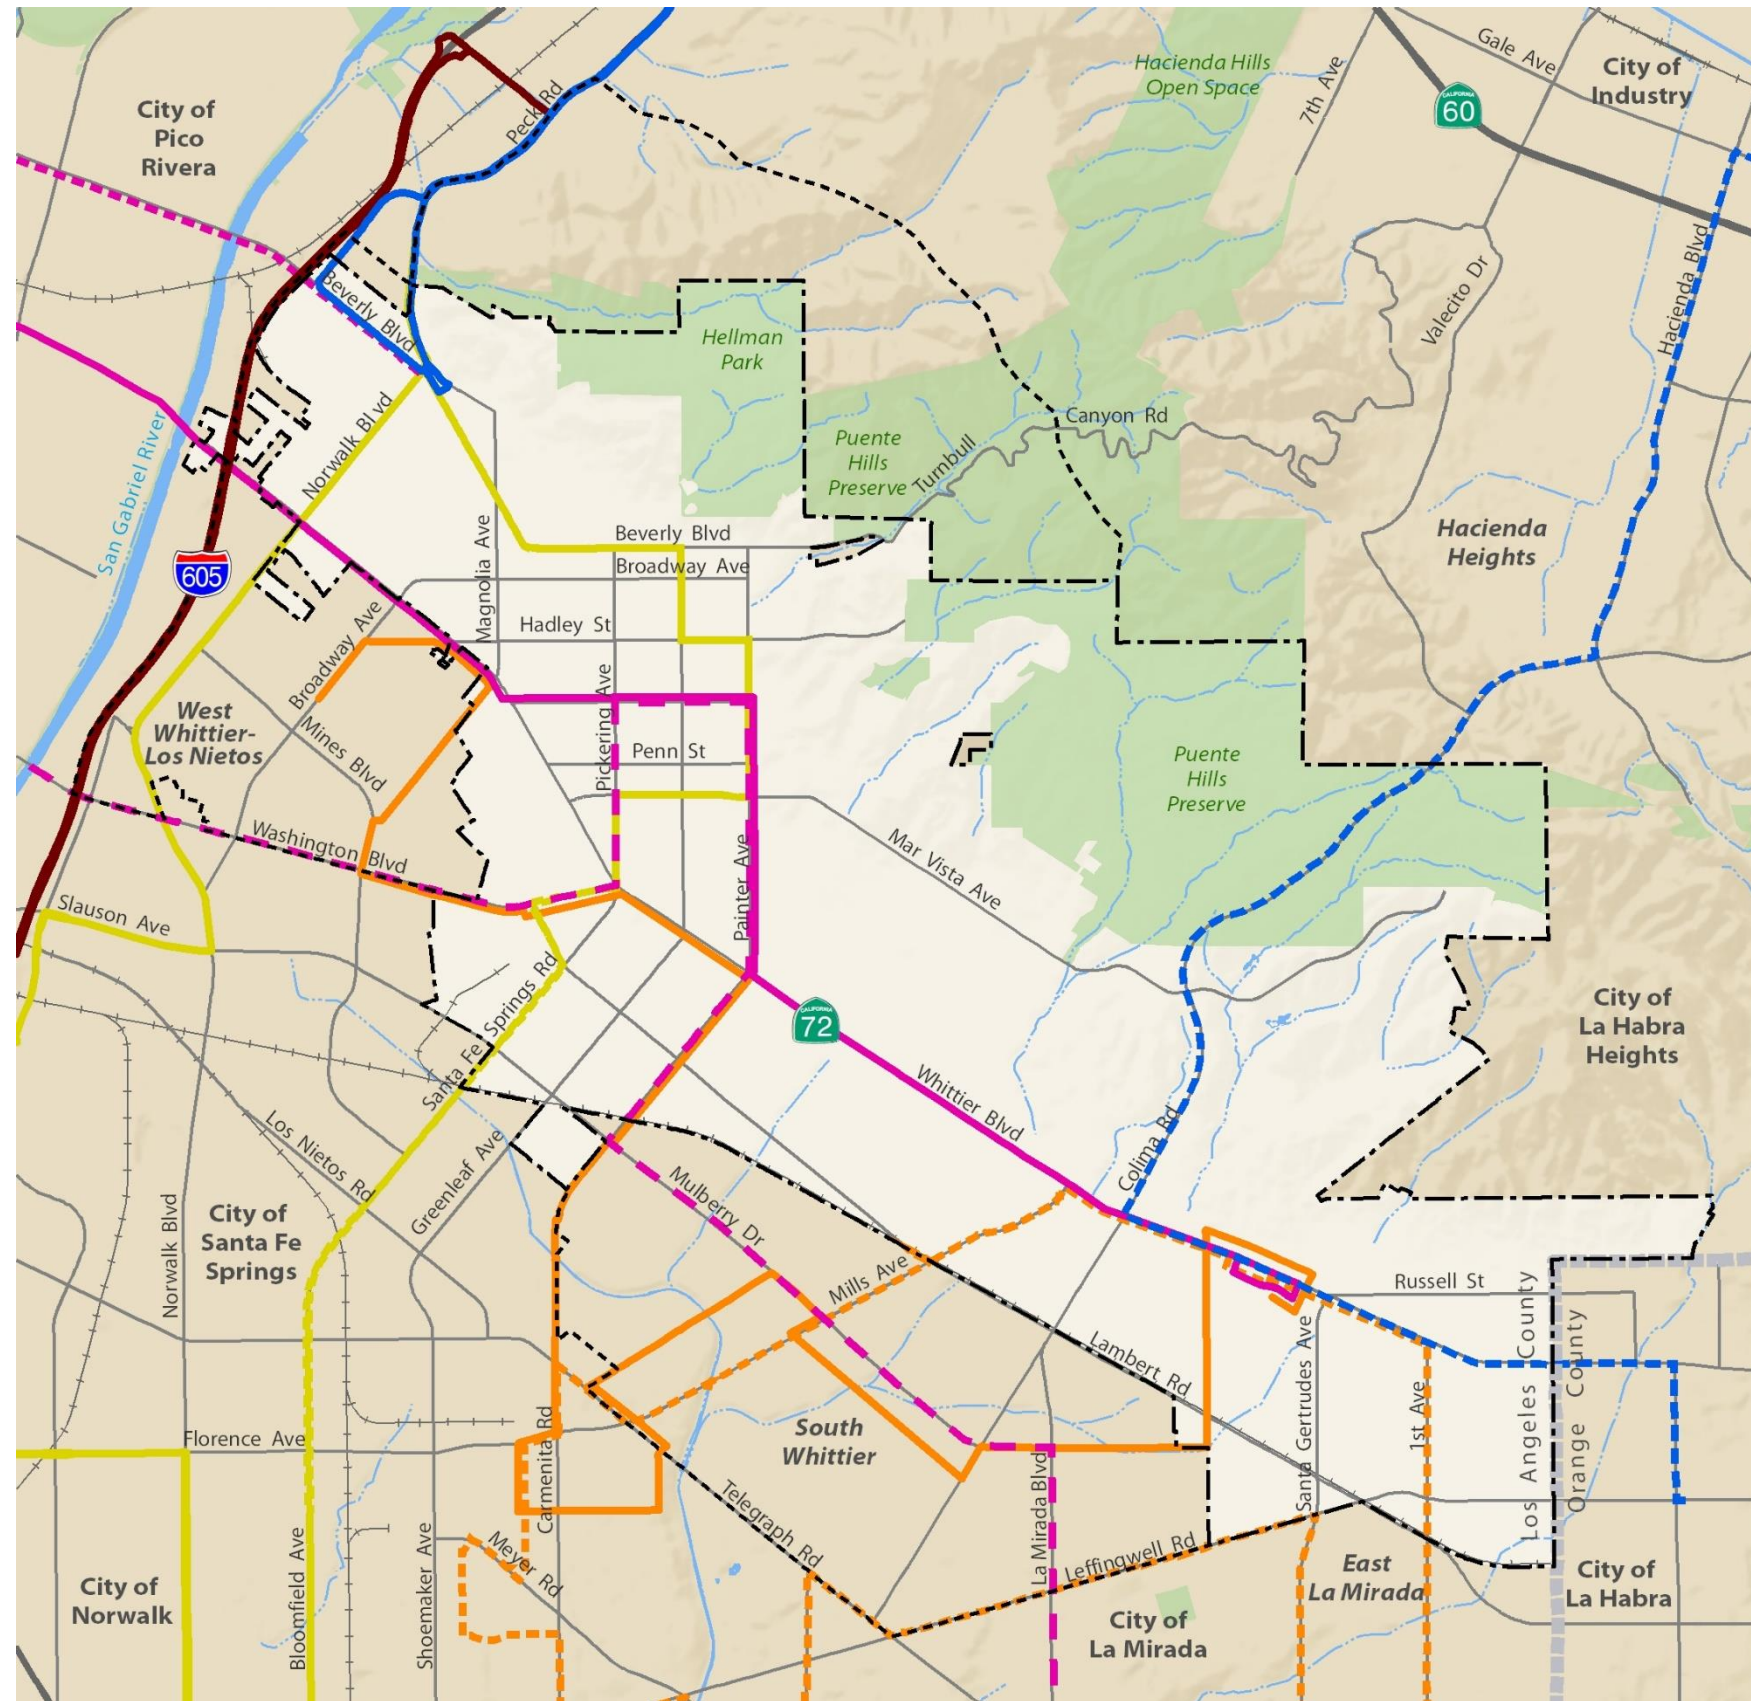 Gale Ave
City of
Industry
Hacienda Hills
Open Space
7th Ave
CALIFORNIA
60
City of
Pico
Rivera
Peck Rd
Hacienda Blvd
Valecito Dr
Beverly Blvd
Hellman
Park
Norwalk Blvd
Canyon Rd
Turnbull
Puente
Hills
Preserve
San Gabriel River
Hacienda
Heights
Beverly Blvd
Broadway Ave
Magnolia Ave
605
Hadley St
Broadway Ave
Pickering Ave
West
Whittier-
Los Nietos
Mines Blvd
Penn St
Puente
Hills
Preserve
Washington Blvd
Mar Vista Ave
Painter Ave
Slauson Ave
Santa Fe Springs Rd
City of
La Habra
Heights
CALIFORNIA
72
Whittier Blvd
Colima Rd
Los Nietos Rd
Greenleaf Ave
Mulberry Dr
Norwalk Blvd
City of
Santa Fe
Springs
Mills Ave
Russell St
Los Angeles County
Orange County
Lambert Rd
Santa Gertrudes Ave
1st Ave
South
Whittier
Florence Ave
Carmenita Rd
La Mirada Blvd
Telegraph Rd
Leffingwell Rd
Meyer Rd
Shoemaker Ave
Bloomfield Ave
City of
Norwalk
East
La Mirada
City of
La Habra
City of
La Mirada